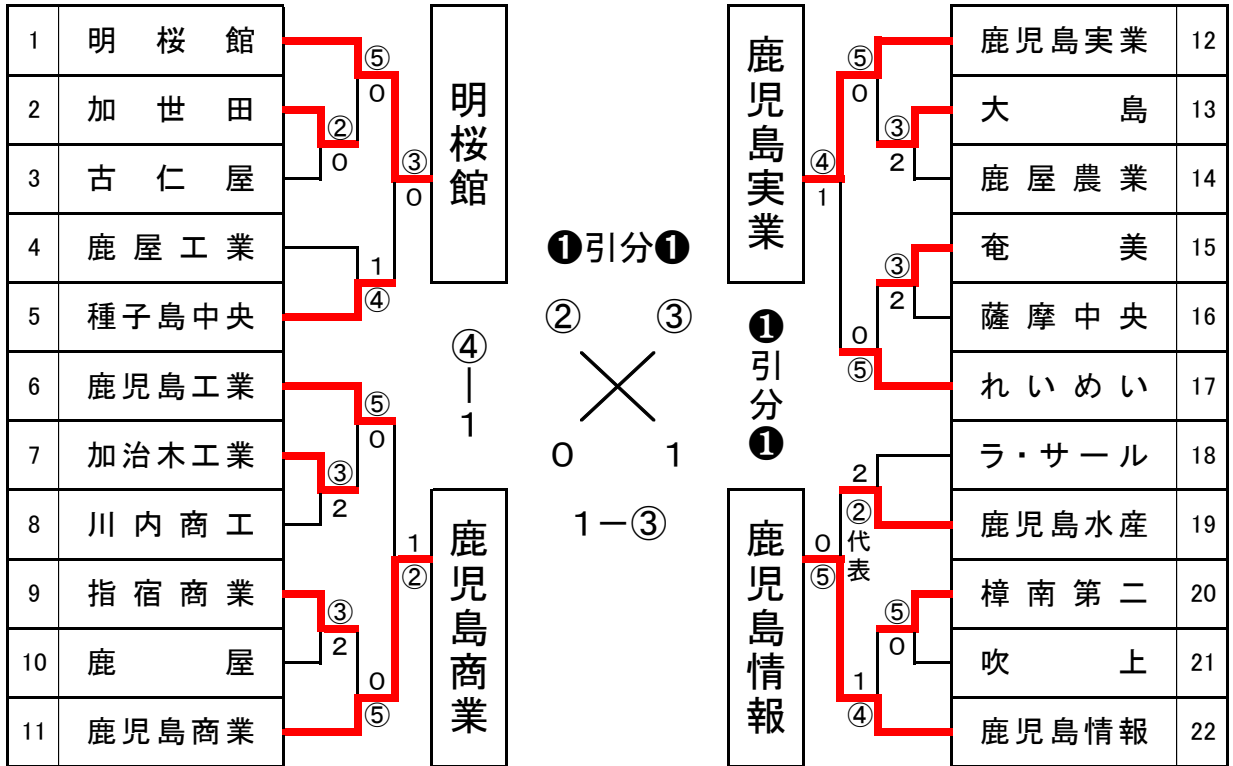 1 明桜館
2 加世田
3 古仁屋
4 鹿屋工業
5 種子島中央
6 鹿児島工業
7 加治木工業
8 川内商工
9 指宿商業
10 鹿屋
11 鹿児島商業
⑤
0
②
0
③
0
1
④
⑤
0
③
2
1
②
③
2
0
⑤
明桜館
鹿児島商業
❶引分❶
② ③
④ー1
❶引分❶
0 1
1-③
鹿児島実業
鹿児島情報
⑤
0
③
2
④
1
③
2
0
⑤
2
②代表
0
⑤
⑤
0
1
④
鹿児島実業 12
大島 13
鹿屋農業 14
奄美 15
薩摩中央 16
れいめい 17
ラ・サール 18
鹿児島水産 19
樟南第二 20
吹上 21
鹿児島情報 22